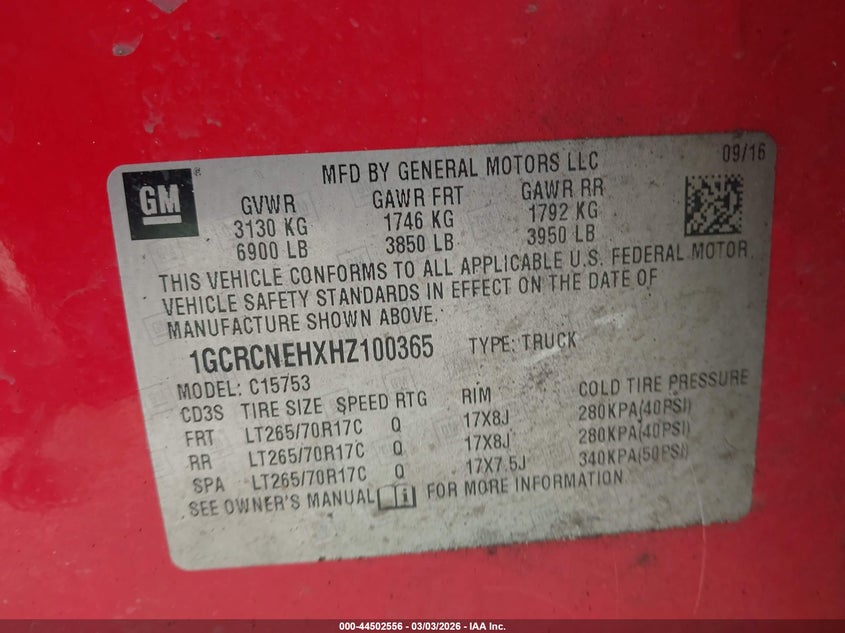 GM
MFD BY GENERAL MOTORS LLC
09/16
GVWR GAWR FRT GAWR RR
3130 KG 1746 KG 1792 KG
6900 LB 3850 LB 3950 LB
THIS VEHICLE CONFORMS TO ALL APPLICABLE U.S. FEDERAL MOTOR
VEHICLE SAFETY STANDARDS IN EFFECT ON THE DATE OF
MANUFACTURE SHOWN ABOVE.
1GCRCNEHXHZ100365 TYPE: TRUCK
MODEL: C15753
CD3S TIRE SIZE SPEED RTG RIM COLD TIRE PRESSURE
FRT LT265/70R17C Q 17X8J 280KPA(40PSI)
RR LT265/70R17C Q 17X8J 280KPA(40PSI)
SPA LT265/70R17C Q 17X7.5J 340KPA(50PSI)
SEE OWNER'S MANUAL FOR MORE INFORMATION.
000-44502556 — 03/03/2026 — IAA Inc.